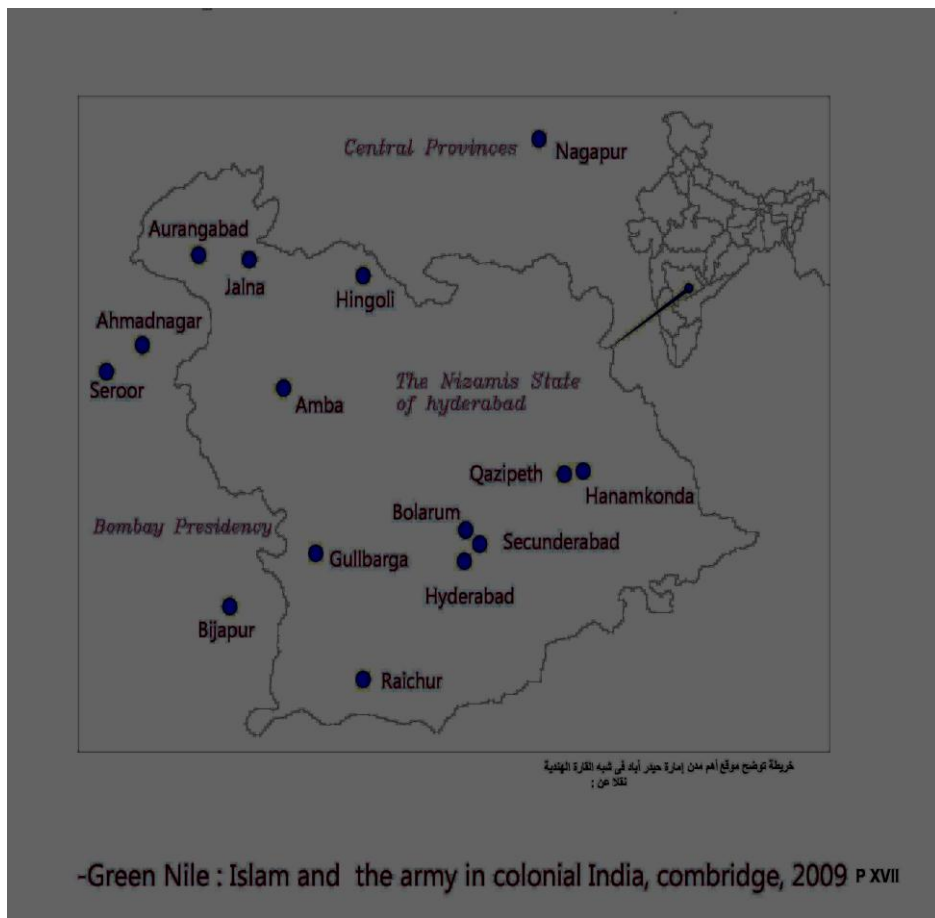 Central Provinces
Nagapur
Aurangabad
Jalna
Hingoli
Ahmadnagar
Seroor
Amba
The Nizamis State
of hyderabad
Qazipeth
Hanamkonda
Bolarum
Secunderabad
Bombay Presidency
Gullbarga
Hyderabad
Bijapur
Raichur
خريطة توضح موقع أهم مدن إمارة حيدر أباد فى شبه القارة الهندية
نقلا عن :
-Green Nile : Islam and the army in colonial India, combridge, 2009 P XVII